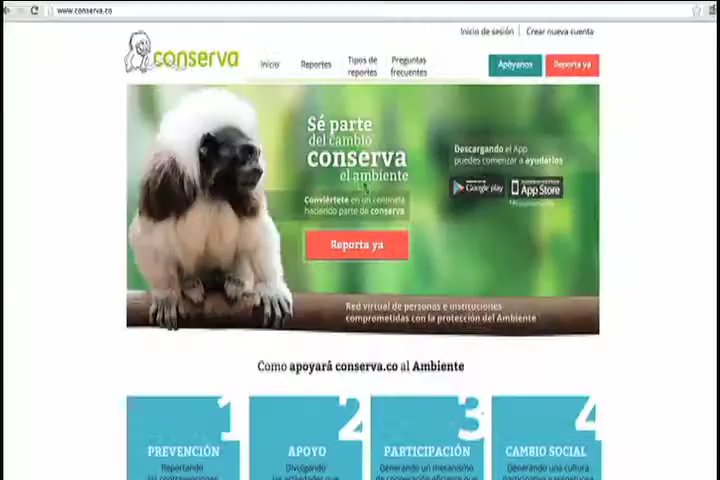 www.conserva.co
Inicio de sesión | Crear nueva cuenta
conserva
Inicio
Reportes
Tipos de
reportes
Preguntas
frecuentes
Apóyanos
Reporta ya
Sé parte
del cambio
conserva
el ambiente
Conviértete en un centinela
haciendo parte de conserva
Reporta ya
Descargando el App
puedes comenzar a ayudarlos
Google play
App Store
Red virtual de personas e instituciones
comprometidas con la protección del Ambiente
Como apoyará conserva.co al Ambiente
1
PREVENCIÓN
Reportando
2
APOYO
Divulgando
3
PARTICIPACIÓN
Generando un mecanismo
4
CAMBIO SOCIAL
Generando una cultura